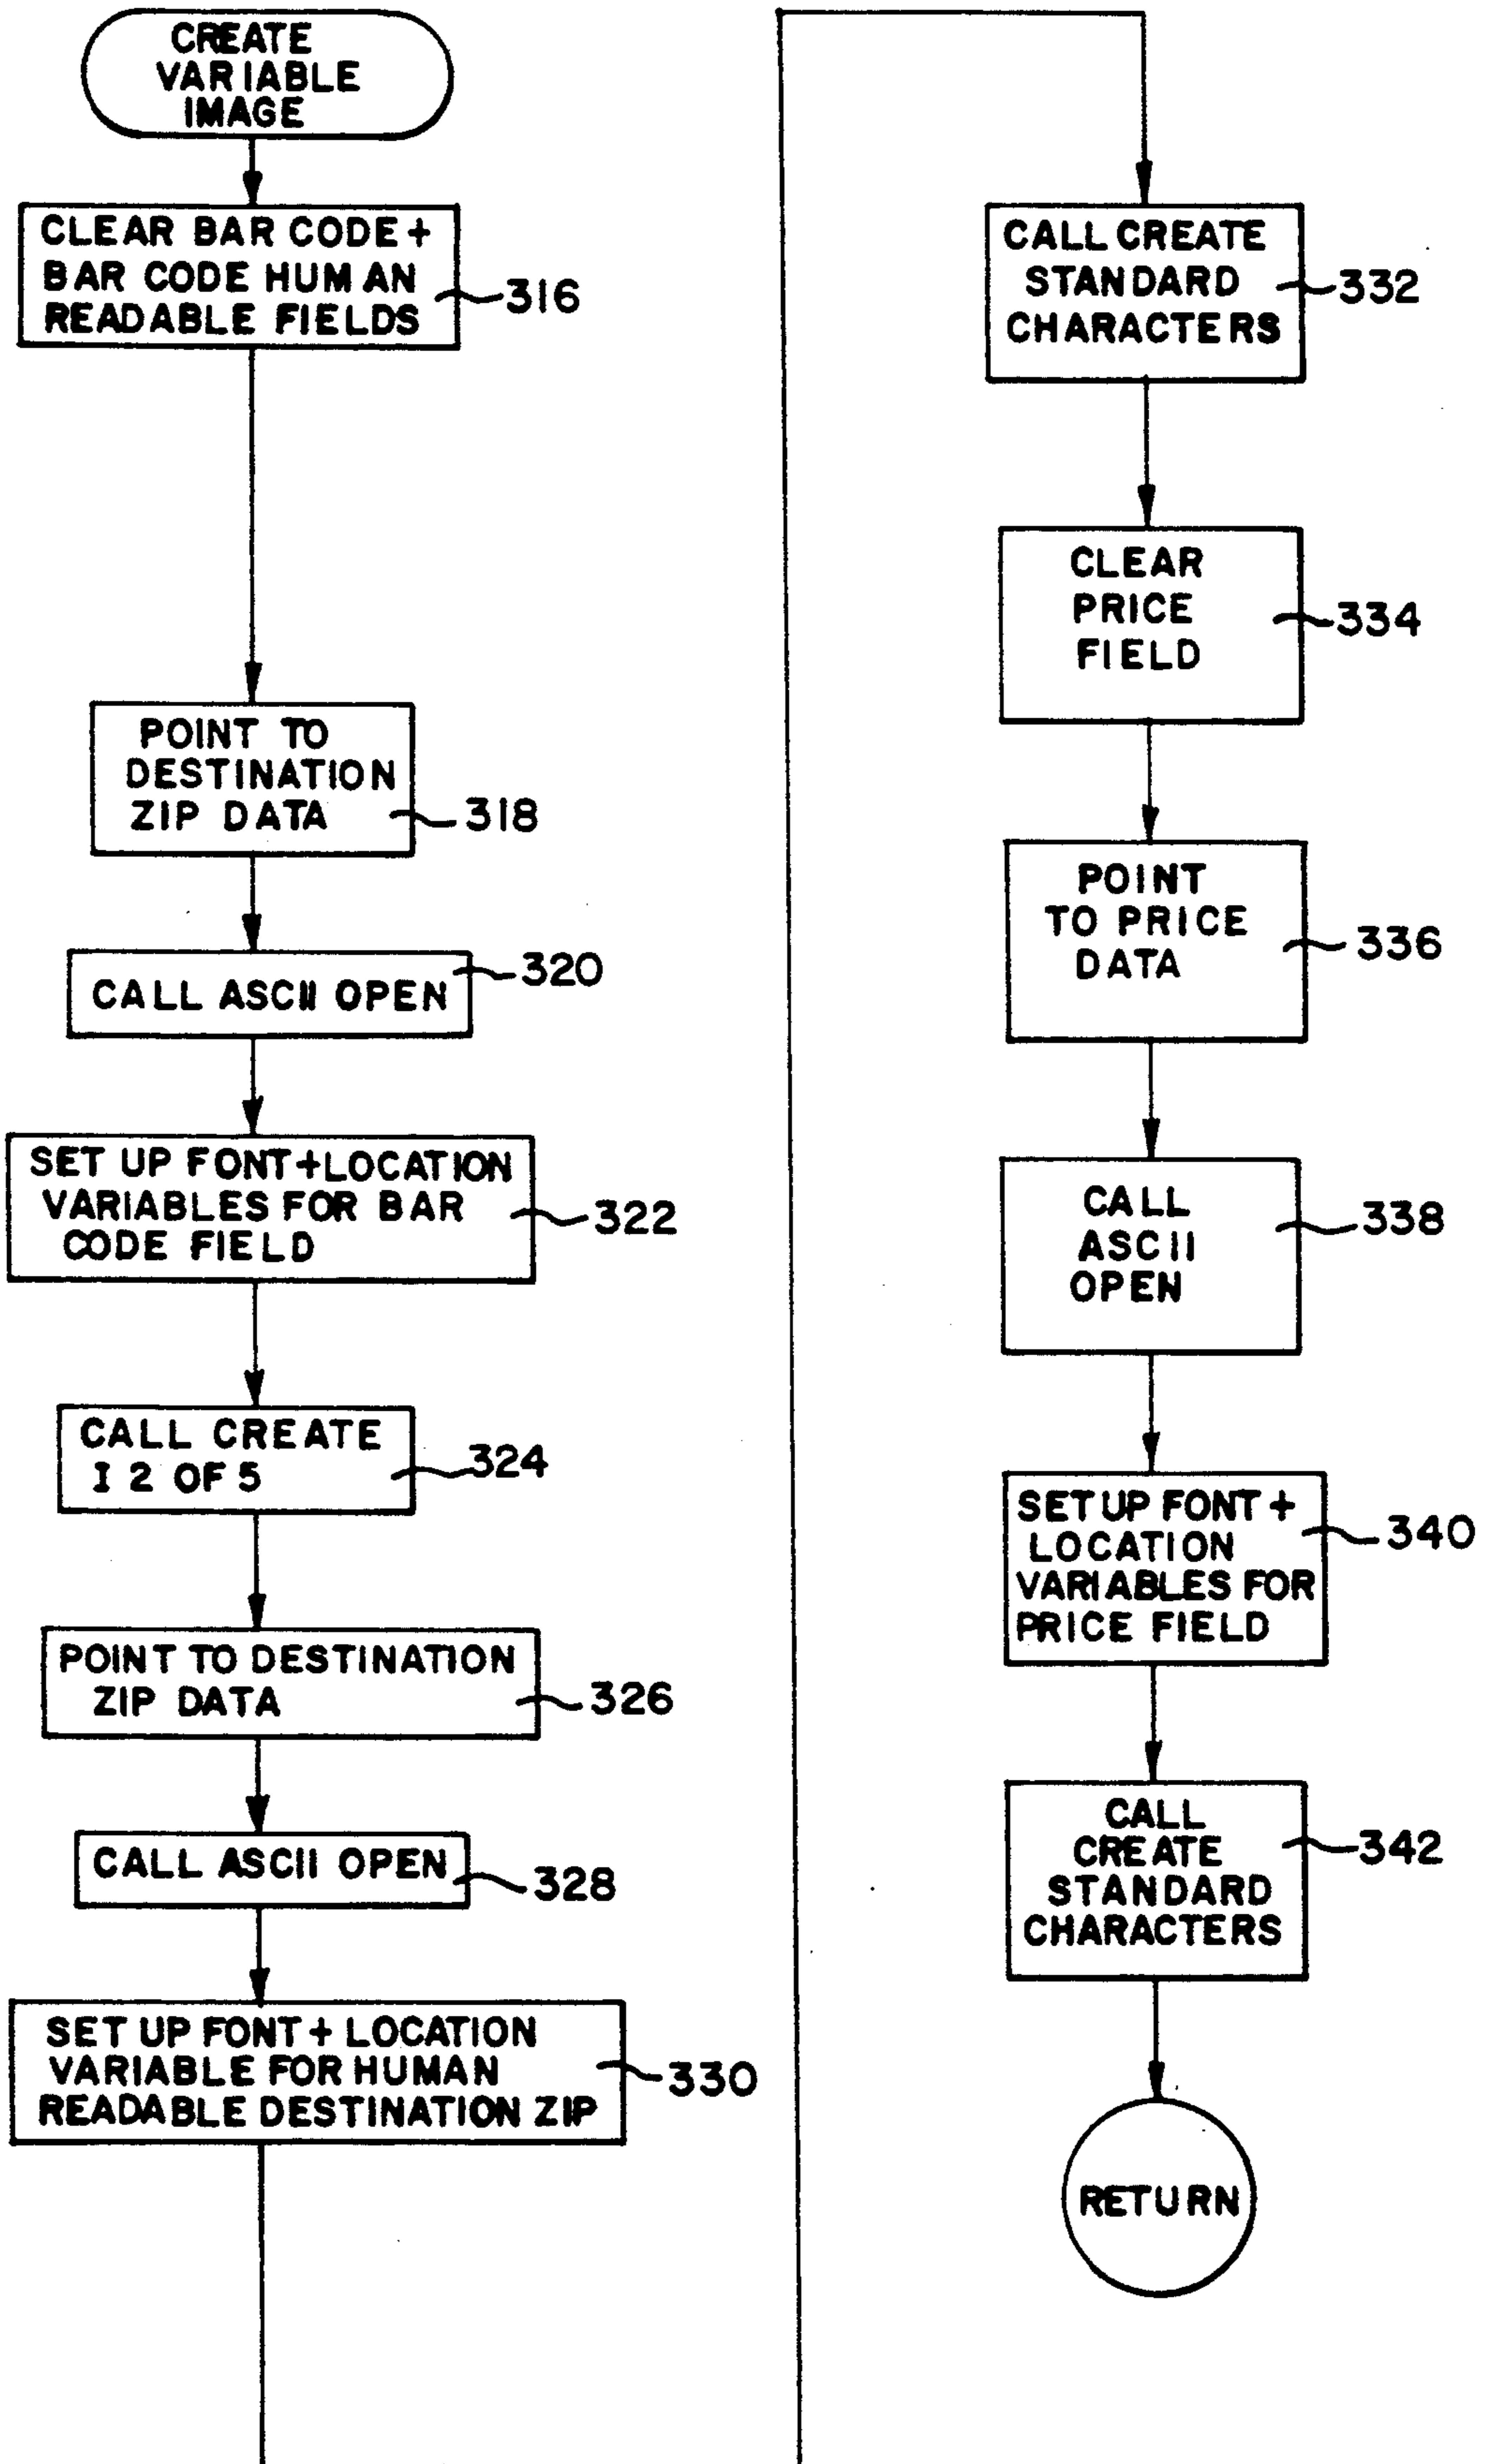 CREATE
VARIABLE
IMAGE
CLEAR BAR CODE +
BAR CODE HUMAN
READABLE FIELDS
316
POINT TO
DESTINATION
ZIP DATA
318
CALL ASCII OPEN
320
SET UP FONT+LOCATION
VARIABLES FOR BAR
CODE FIELD
322
CALL CREATE
I 2 OF 5
324
POINT TO DESTINATION
ZIP DATA
326
CALL ASCII OPEN
328
SET UP FONT + LOCATION
VARIABLE FOR HUMAN
READABLE DESTINATION ZIP
330
CALL CREATE
STANDARD
CHARACTERS
332
CLEAR
PRICE
FIELD
334
POINT
TO PRICE
DATA
336
CALL
ASCII
OPEN
338
SET UP FONT +
LOCATION
VARIABLES FOR
PRICE FIELD
340
CALL
CREATE
STANDARD
CHARACTERS
342
RETURN